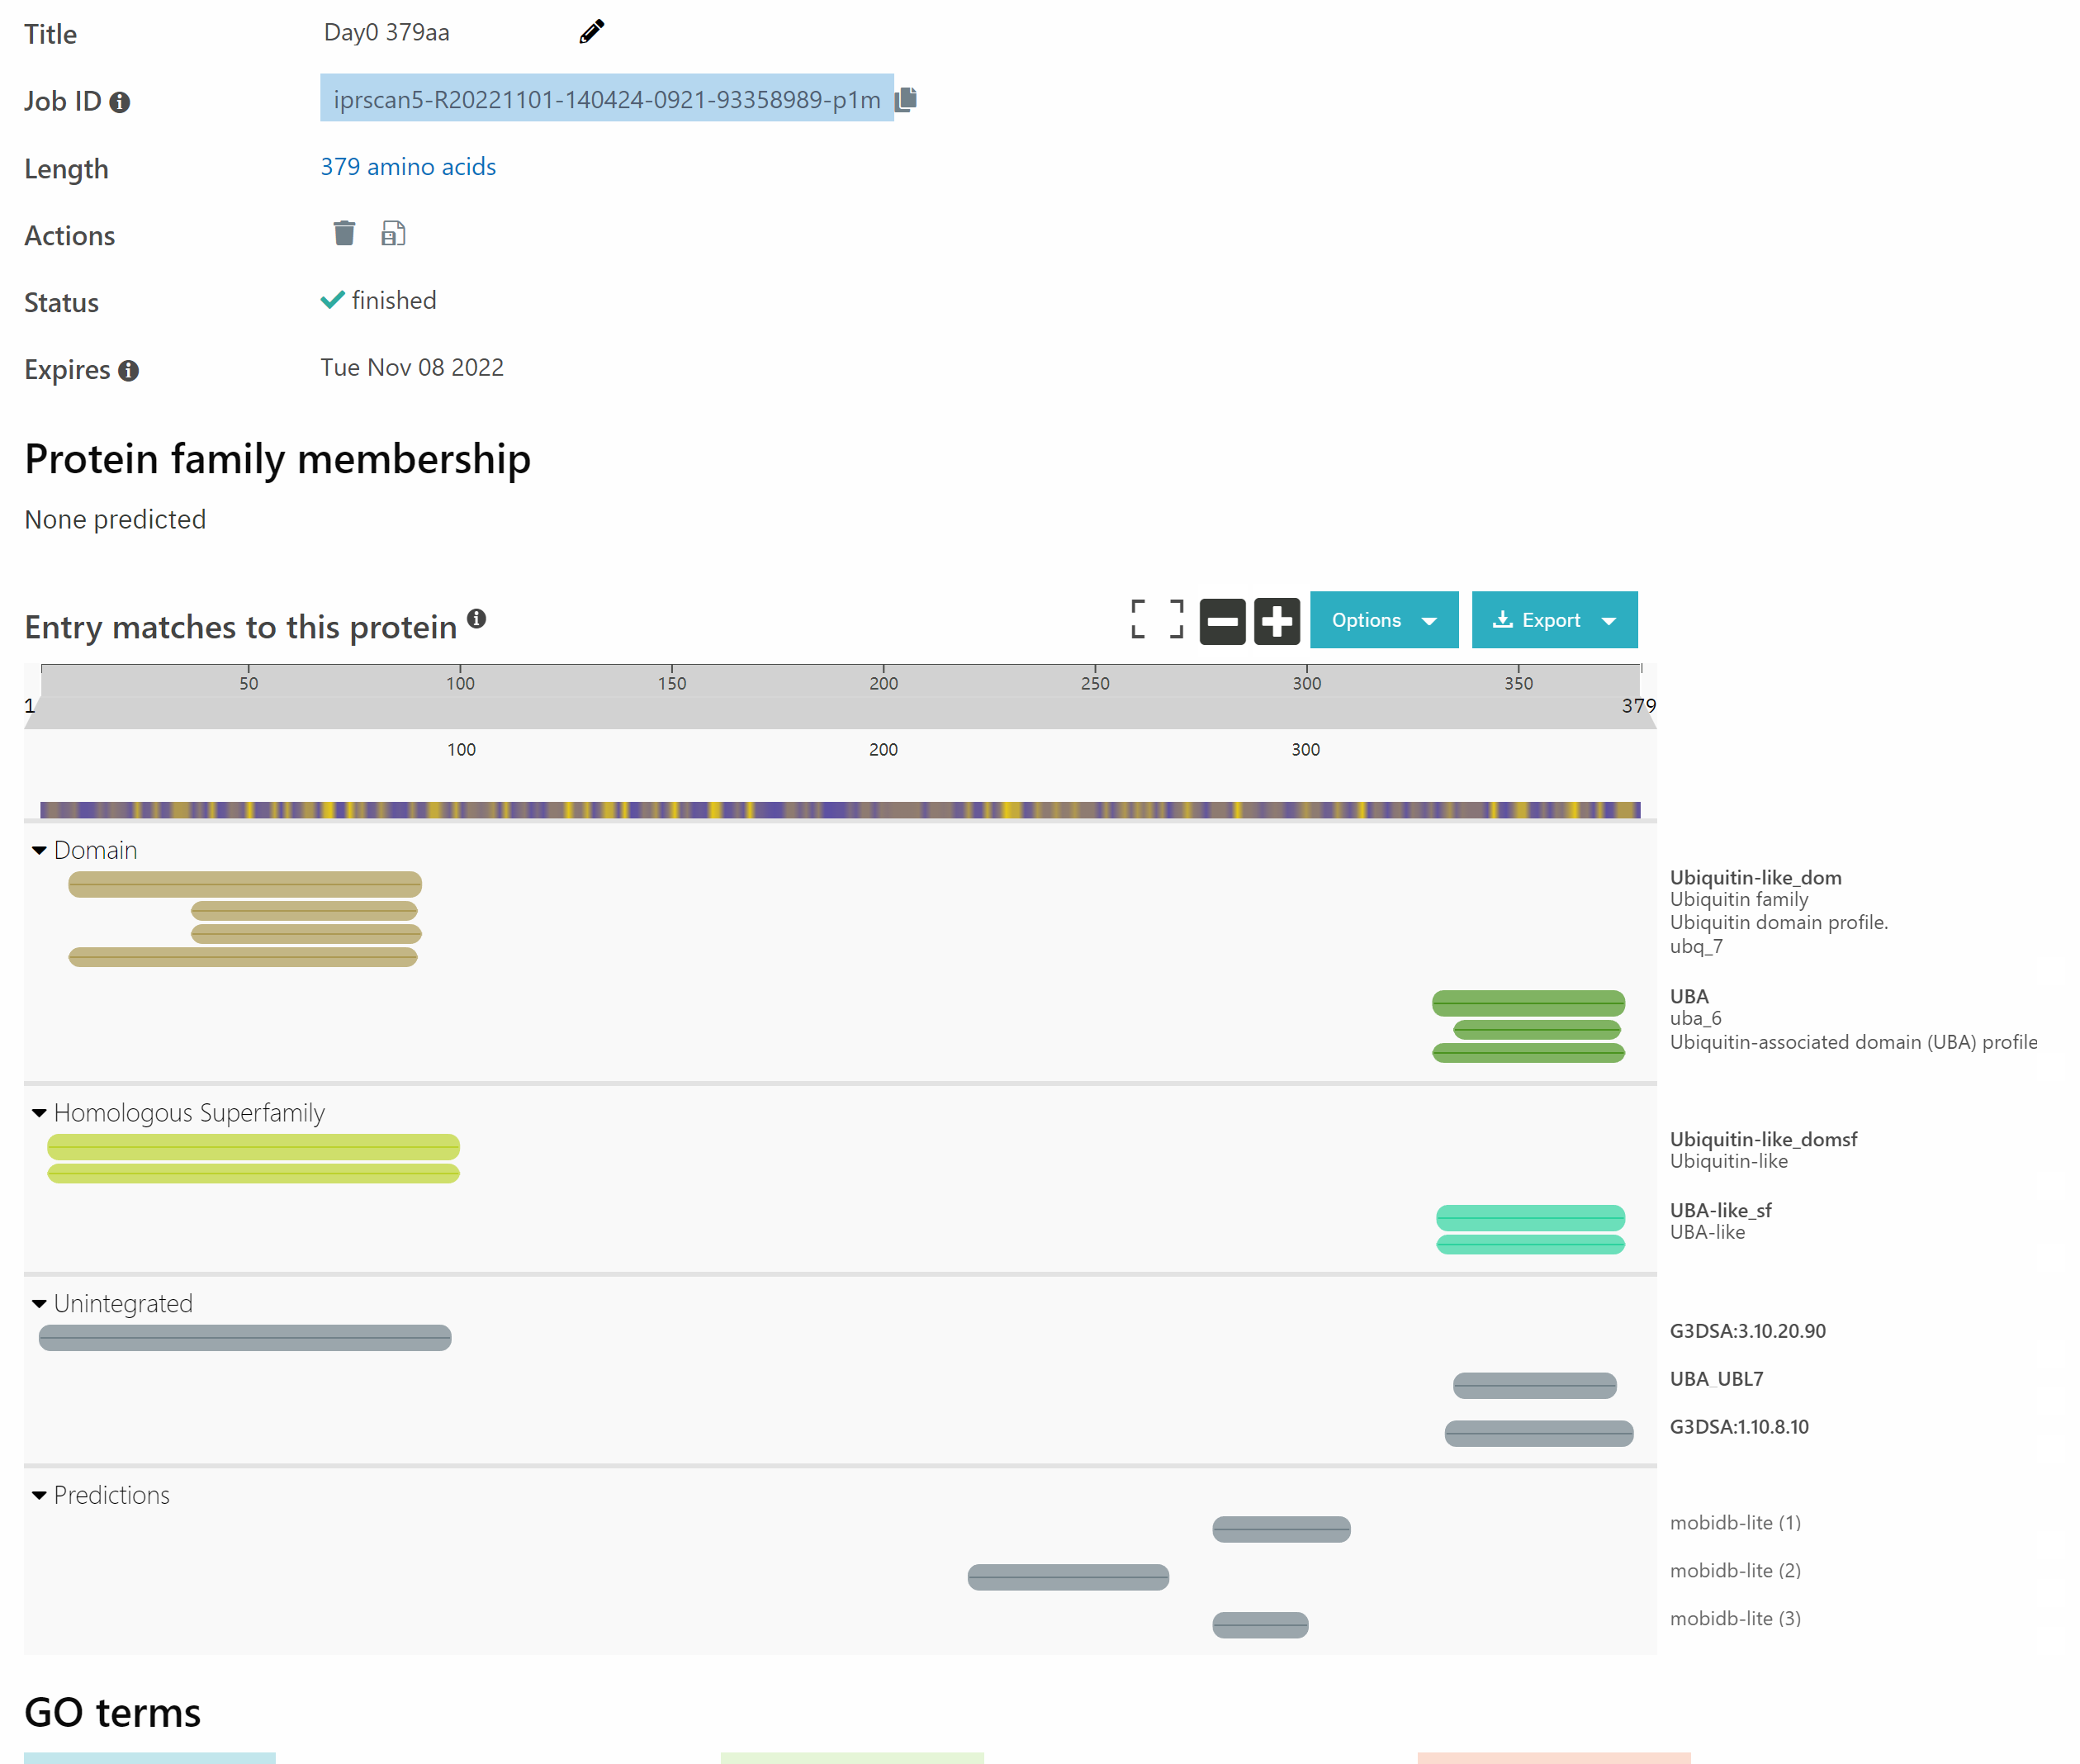 Title
Day0 379aa
Job ID
iprscan5-R20221101-140424-0921-93358989-p1m
Length
379 amino acids
Actions
Status
finished
Expires
Tue Nov 08 2022
Protein family membership
None predicted
Entry matches to this protein
Options
Export
50 100 150 200 250 300 350
1 379
100 200 300
Domain
Ubiquitin-like_dom
Ubiquitin family
Ubiquitin domain profile.
ubq_7
UBA
uba_6
Ubiquitin-associated domain (UBA) profile
Homologous Superfamily
Ubiquitin-like_domsf
Ubiquitin-like
UBA-like_sf
UBA-like
Unintegrated
G3DSA:3.10.20.90
UBA_UBL7
G3DSA:1.10.8.10
Predictions
mobidb-lite (1)
mobidb-lite (2)
mobidb-lite (3)
GO terms